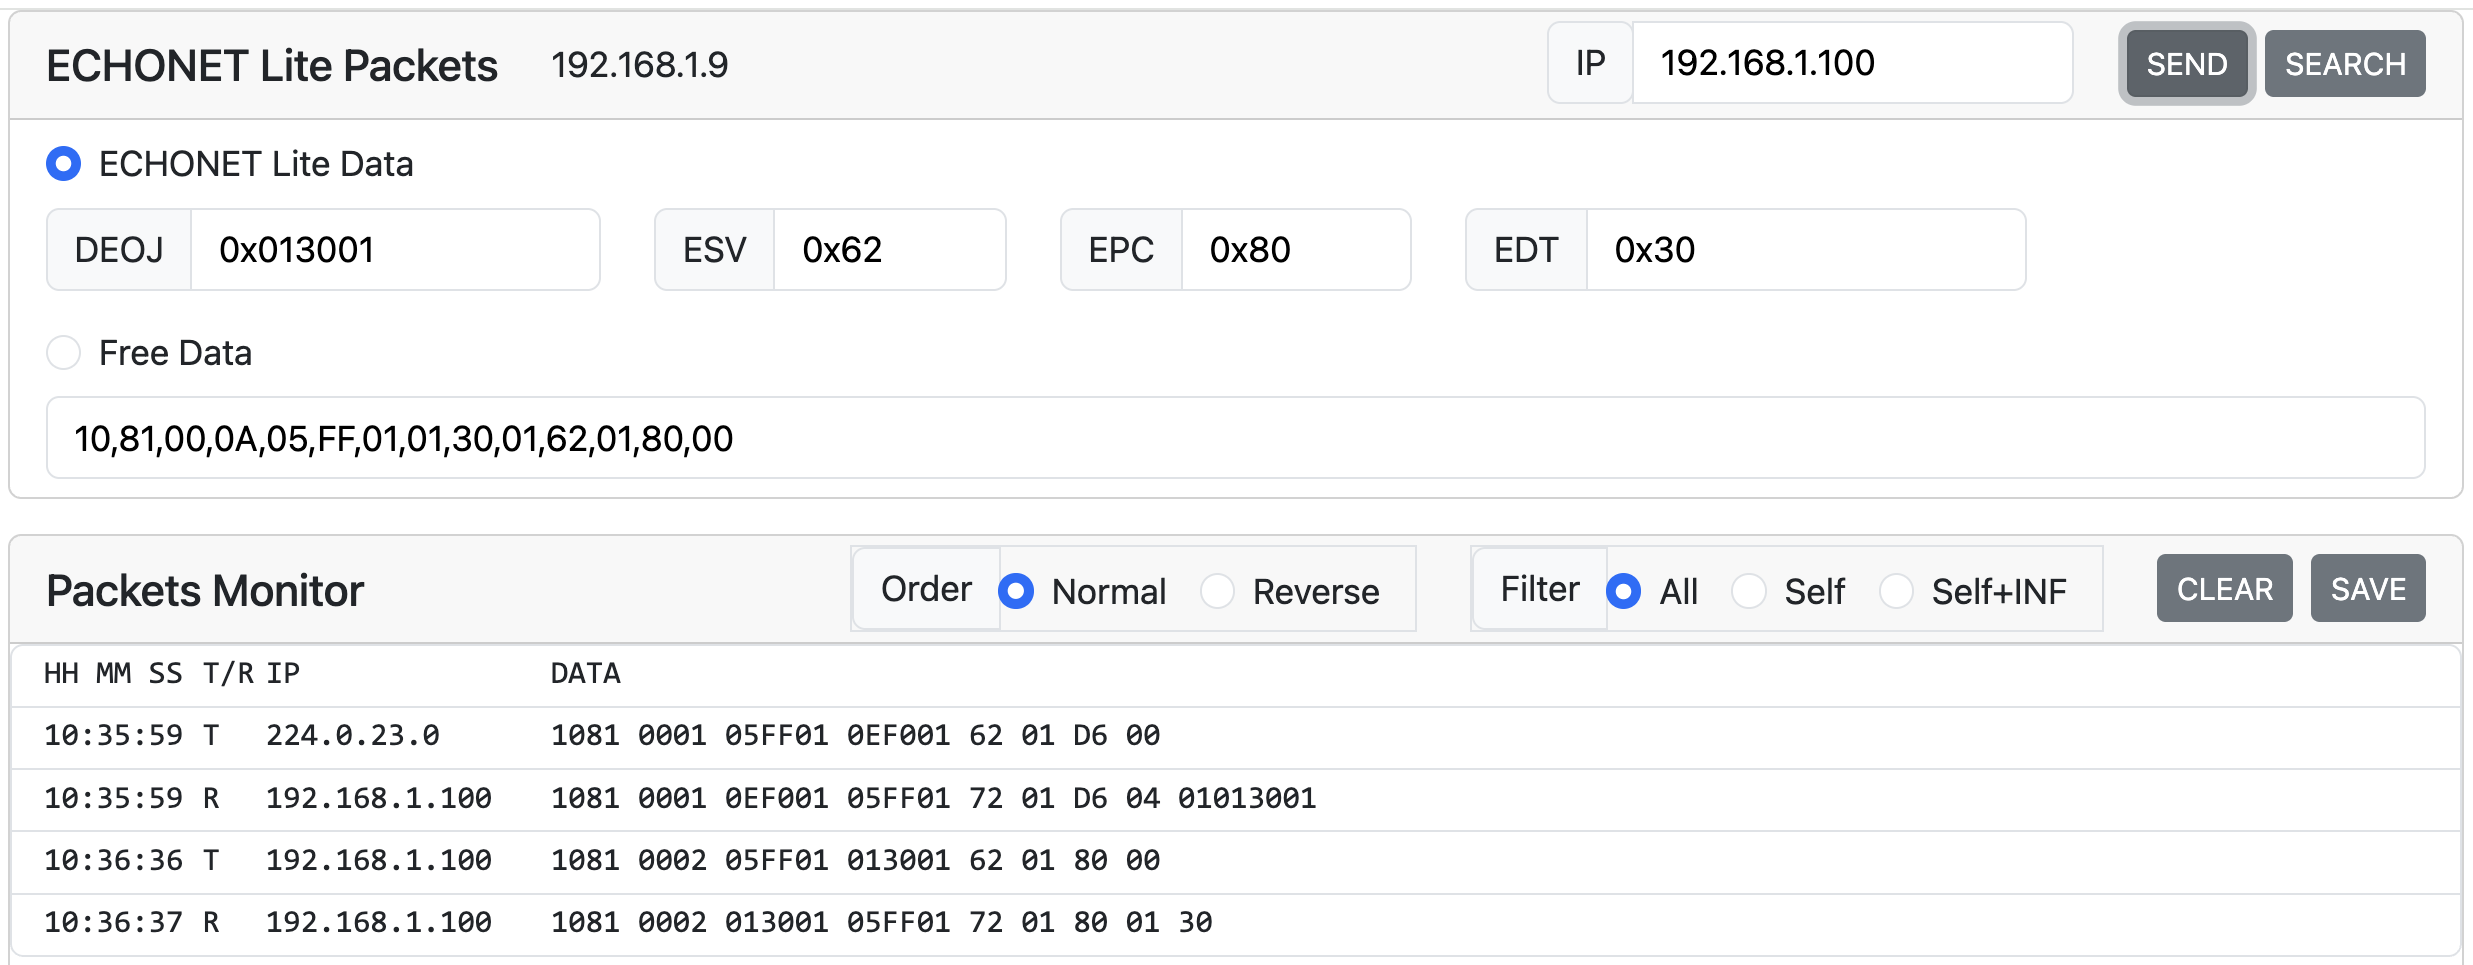 ECHONET Lite Packets 192.168.1.9 IP 192.168.1.100 SEND SEARCH
ECHONET Lite Data
DEOJ 0x013001 ESV 0x62 EPC 0x80 EDT 0x30
Free Data
10,81,00,0A,05,FF,01,01,30,01,62,01,80,00
Packets Monitor Order Normal Reverse Filter All Self Self+INF CLEAR SAVE
HH MM SS T/R IP DATA
10:35:59 T 224.0.23.0 1081 0001 05FF01 0EF001 62 01 D6 00
10:35:59 R 192.168.1.100 1081 0001 0EF001 05FF01 72 01 D6 04 01013001
10:36:36 T 192.168.1.100 1081 0002 05FF01 013001 62 01 80 00
10:36:37 R 192.168.1.100 1081 0002 013001 05FF01 72 01 80 01 30